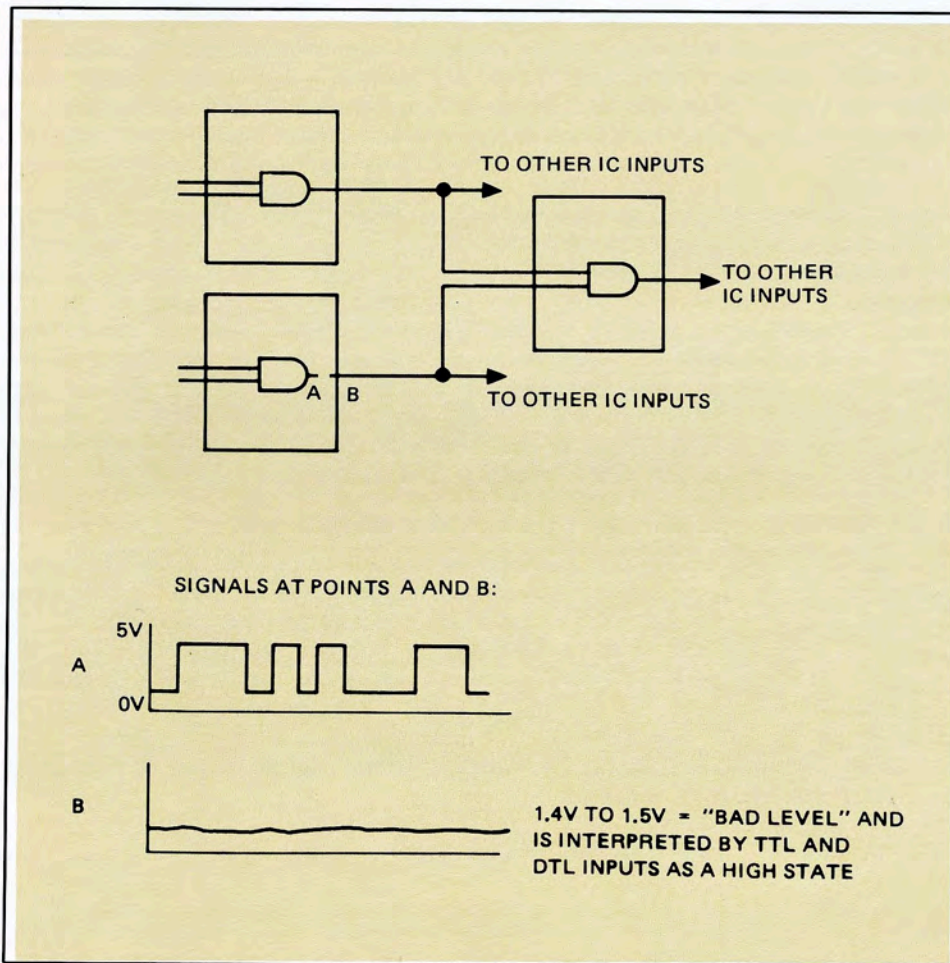 TO OTHER IC INPUTS
TO OTHER
IC INPUTS
A B
TO OTHER IC INPUTS
SIGNALS AT POINTS A AND B:
5V
A
0V
B
1.4V TO 1.5V = "BAD LEVEL" AND
IS INTERPRETED BY TTL AND
DTL INPUTS AS A HIGH STATE